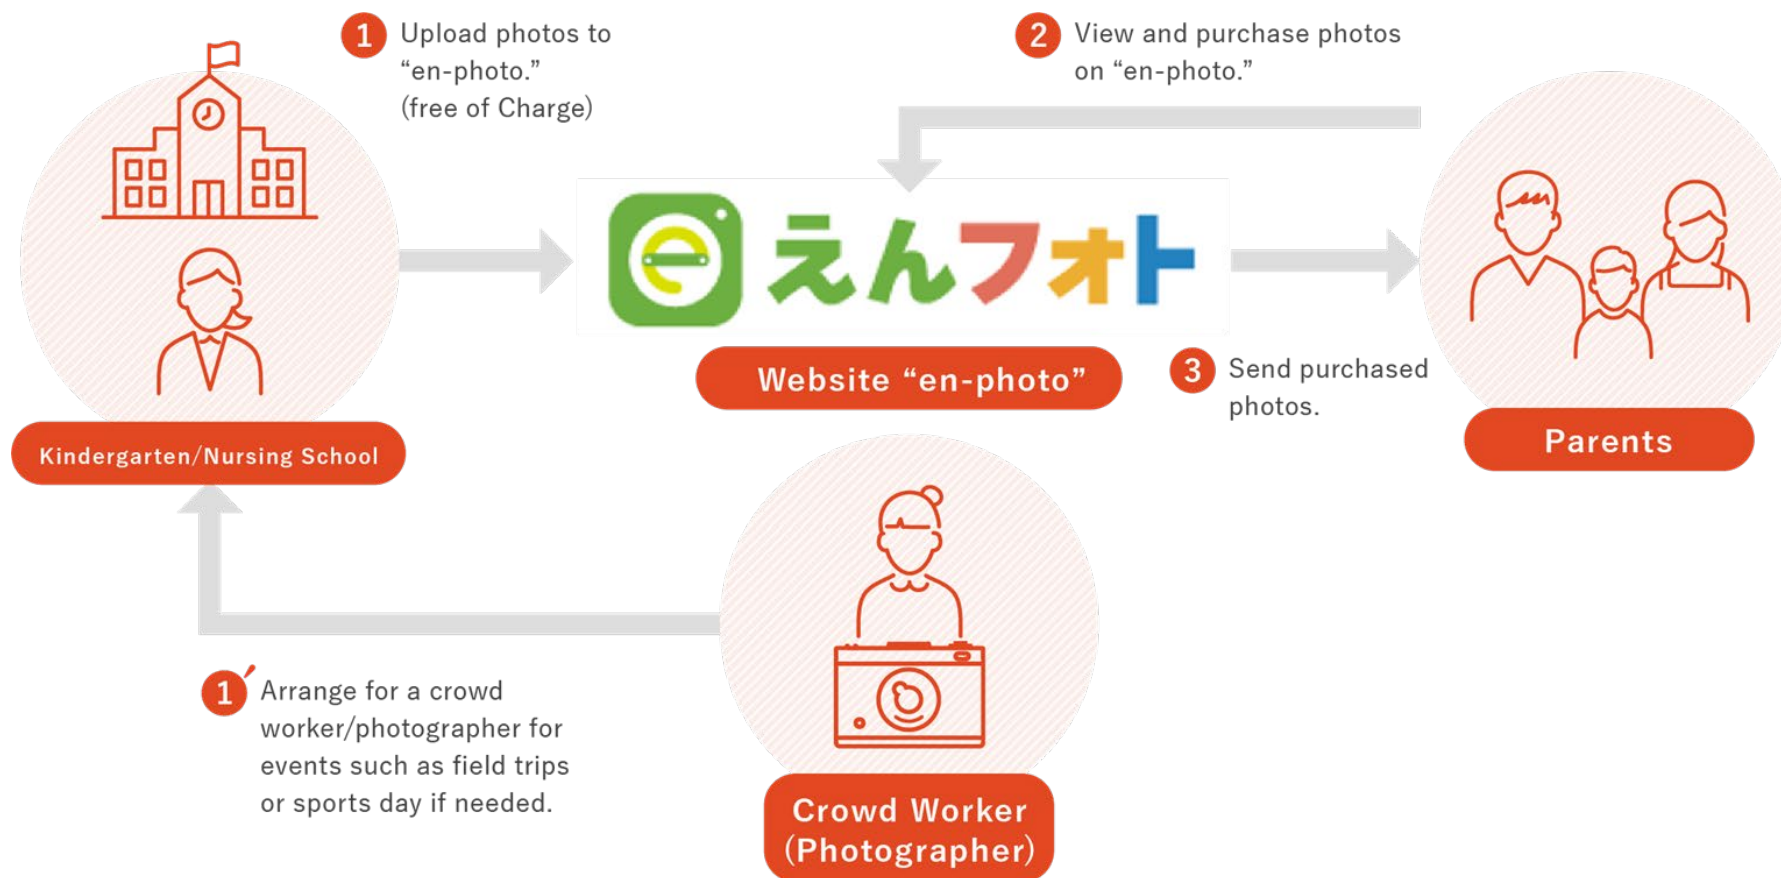 1 Upload photos to
“en-photo.”
(free of Charge)
2 View and purchase photos
on “en-photo.”
e えんフォト
Website “en-photo”
3 Send purchased
photos.
Kindergarten/Nursing School
Parents
1′ Arrange for a crowd
worker/photographer for
events such as field trips
or sports day if needed.
Crowd Worker
(Photographer)